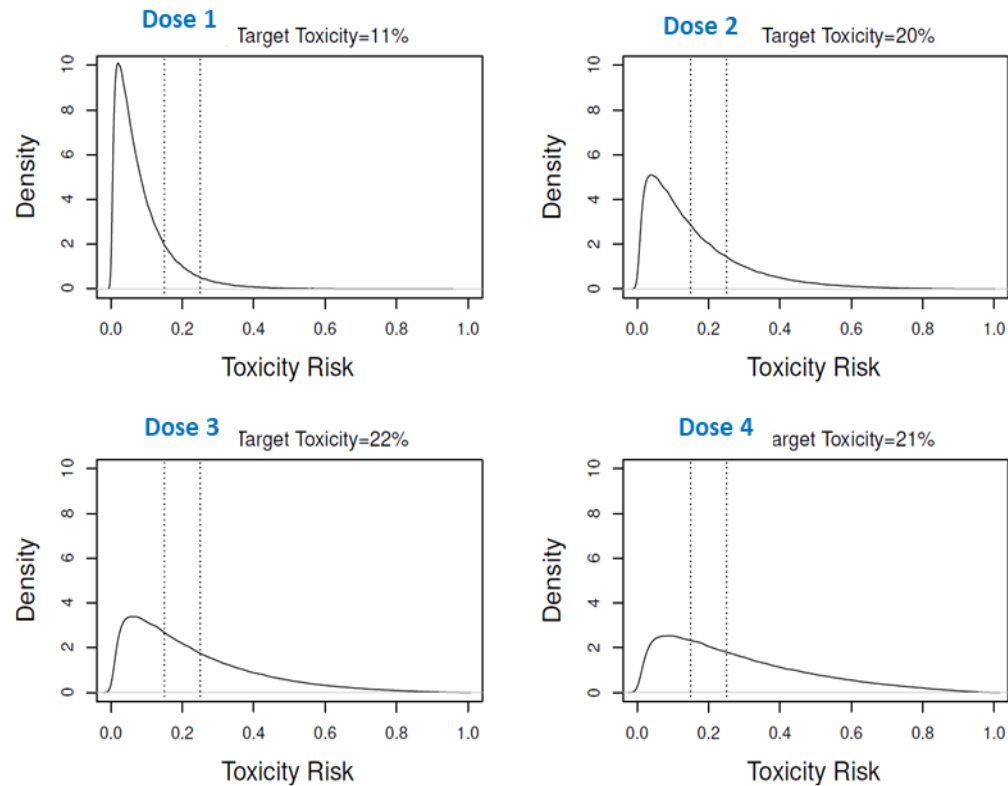 Dose 1
Target Toxicity=11%
Density
0 2 4 6 8 10
0.0 0.2 0.4 0.6 0.8 1.0
Toxicity Risk
Dose 2
Target Toxicity=20%
Density
0 2 4 6 8 10
0.0 0.2 0.4 0.6 0.8 1.0
Toxicity Risk
Dose 3
Target Toxicity=22%
Density
0 2 4 6 8 10
0.0 0.2 0.4 0.6 0.8 1.0
Toxicity Risk
Dose 4
arget Toxicity=21%
Density
0 2 4 6 8 10
0.0 0.2 0.4 0.6 0.8 1.0
Toxicity Risk